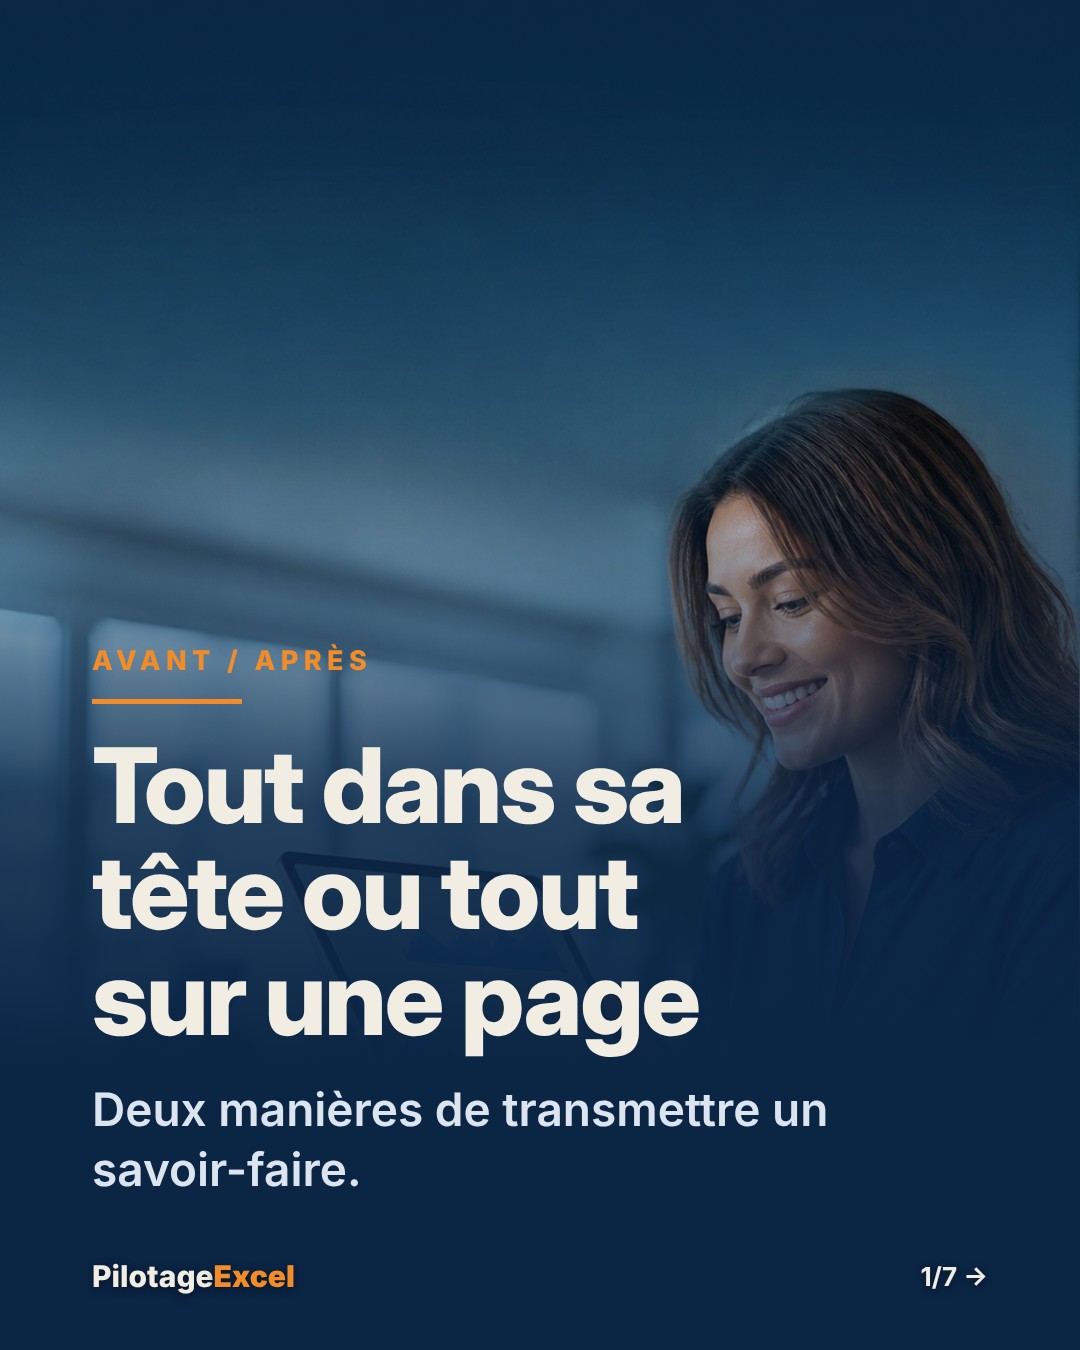 AVANT / APRÈS
Tout dans sa
tête ou tout
sur une page
Deux manières de transmettre un
savoir-faire.
PilotageExcel
1/7 →